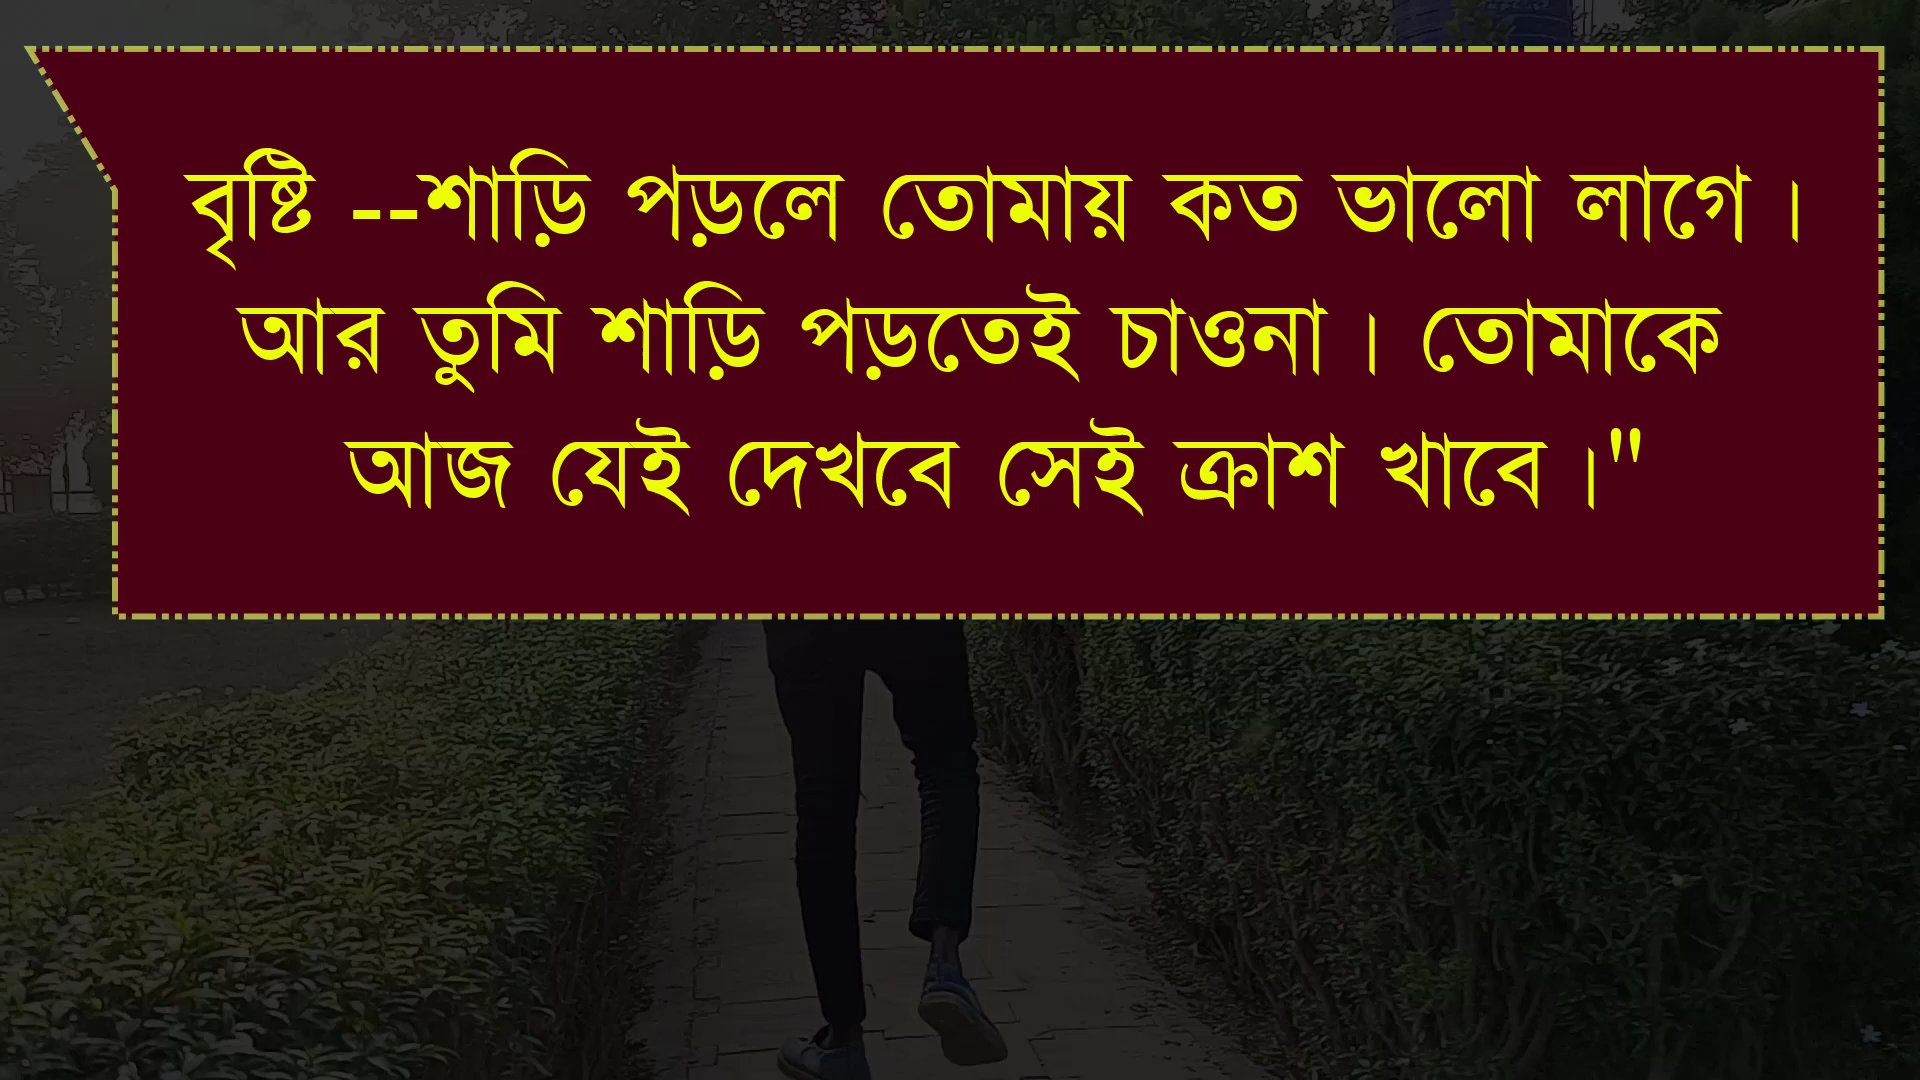 বৃষ্টি --শাড়ি পড়লে তোমায় কত ভালো লাগে ।
আর তুমি শাড়ি পড়তেই চাওনা । তোমাকে
আজ যেই দেখবে সেই ক্রাশ খাবে ।"